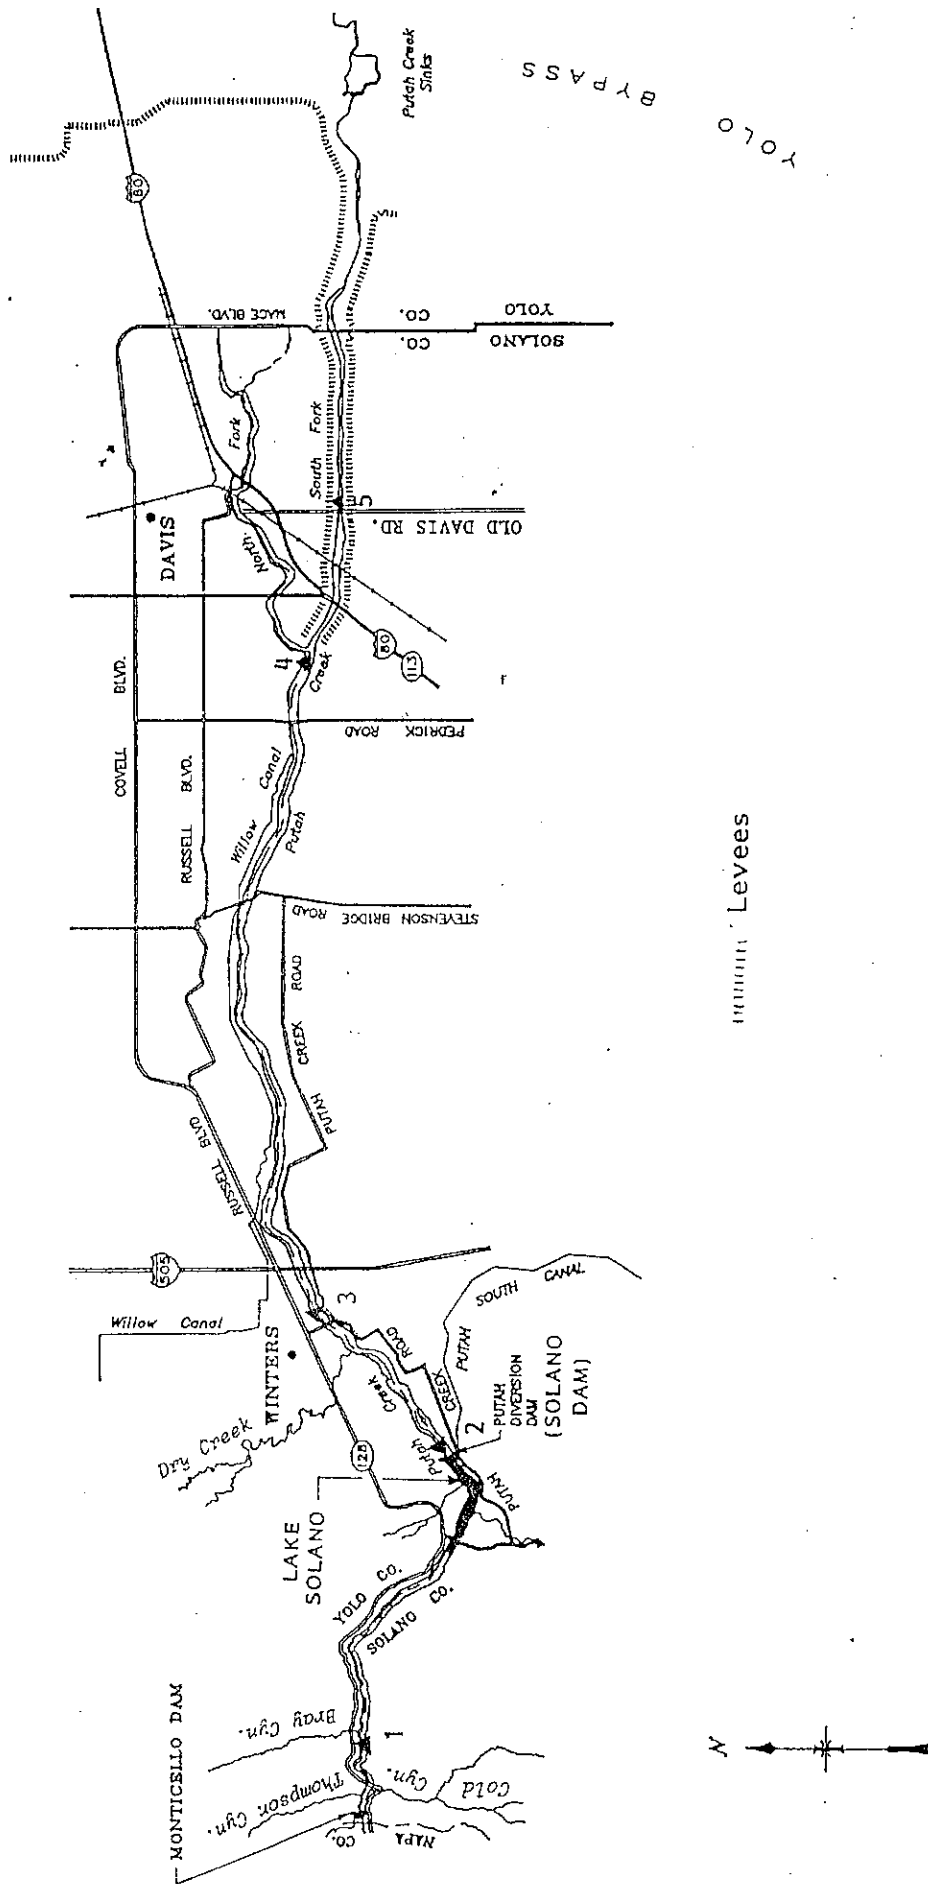 MONTICELLO DAM
CO.
NAPA
Thompson Cyn.
Bray Cyn.
Cold
Cyn.
1
YOLO CO.
SOLANO CO.
LAKE
SOLANO
128
PUTAH
CREEK
ROAD
Putah
Creek
2
PUTAH
DIVERSION
DAM
(SOLANO
DAM)
PUTAH SOUTH CANAL
Creek
WINTERS
3
Willow Canal
505
RUSSELL BLVD
PUTAH
CREEK
ROAD
STEVENSON BRIDGE ROAD
Willow
Canal
Putah
Creek
COVELL BLVD.
RUSSELL BLVD.
PEDRICK ROAD
4
80
113
DAVIS
North
Fork
South Fork
5
OLD DAVIS RD.
MACE BLVD.
SOLANO CO.
YOLO CO.
80
Putah Creek
Sinks
YOLO BYPASS
Levees
N